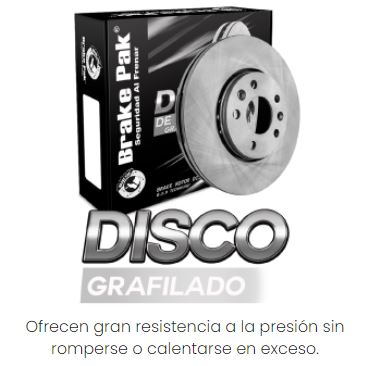 Brake Pak
Seguridad Al Frenar
DISCO
GRAFILADO
Ofrecen gran resistencia a la presión sin
romperse o calentarse en exceso.